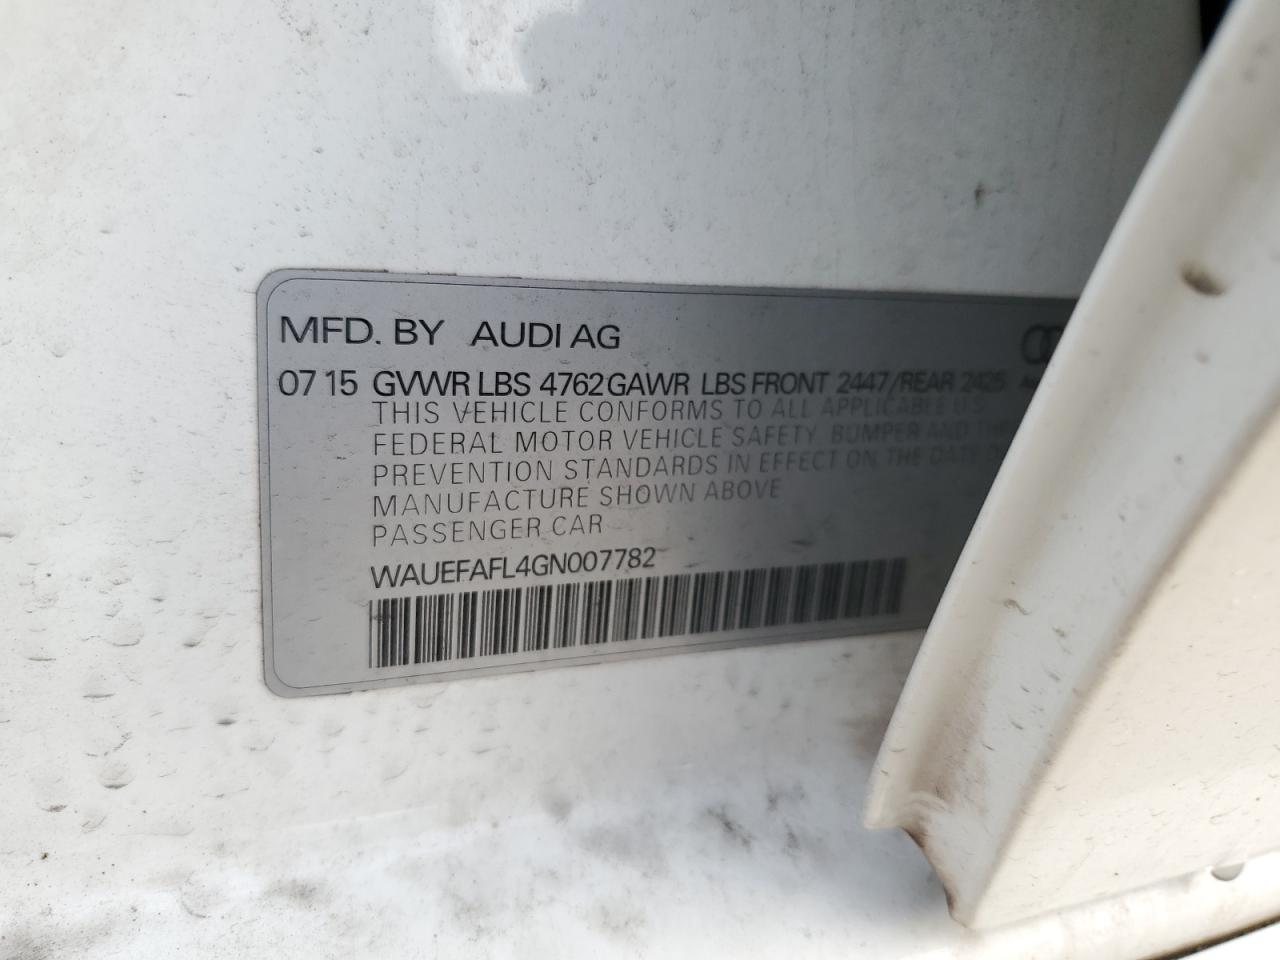 MFD. BY AUDI AG
07 15 GVWR LBS 4762 GAWR LBS FRONT 2447/REAR 2425
THIS VEHICLE CONFORMS TO ALL APPLICABLE U.S.
FEDERAL MOTOR VEHICLE SAFETY, BUMPER AND
PREVENTION STANDARDS IN EFFECT ON THE DATE
MANUFACTURE SHOWN ABOVE
PASSENGER CAR
WAUEFAFL4GN007782